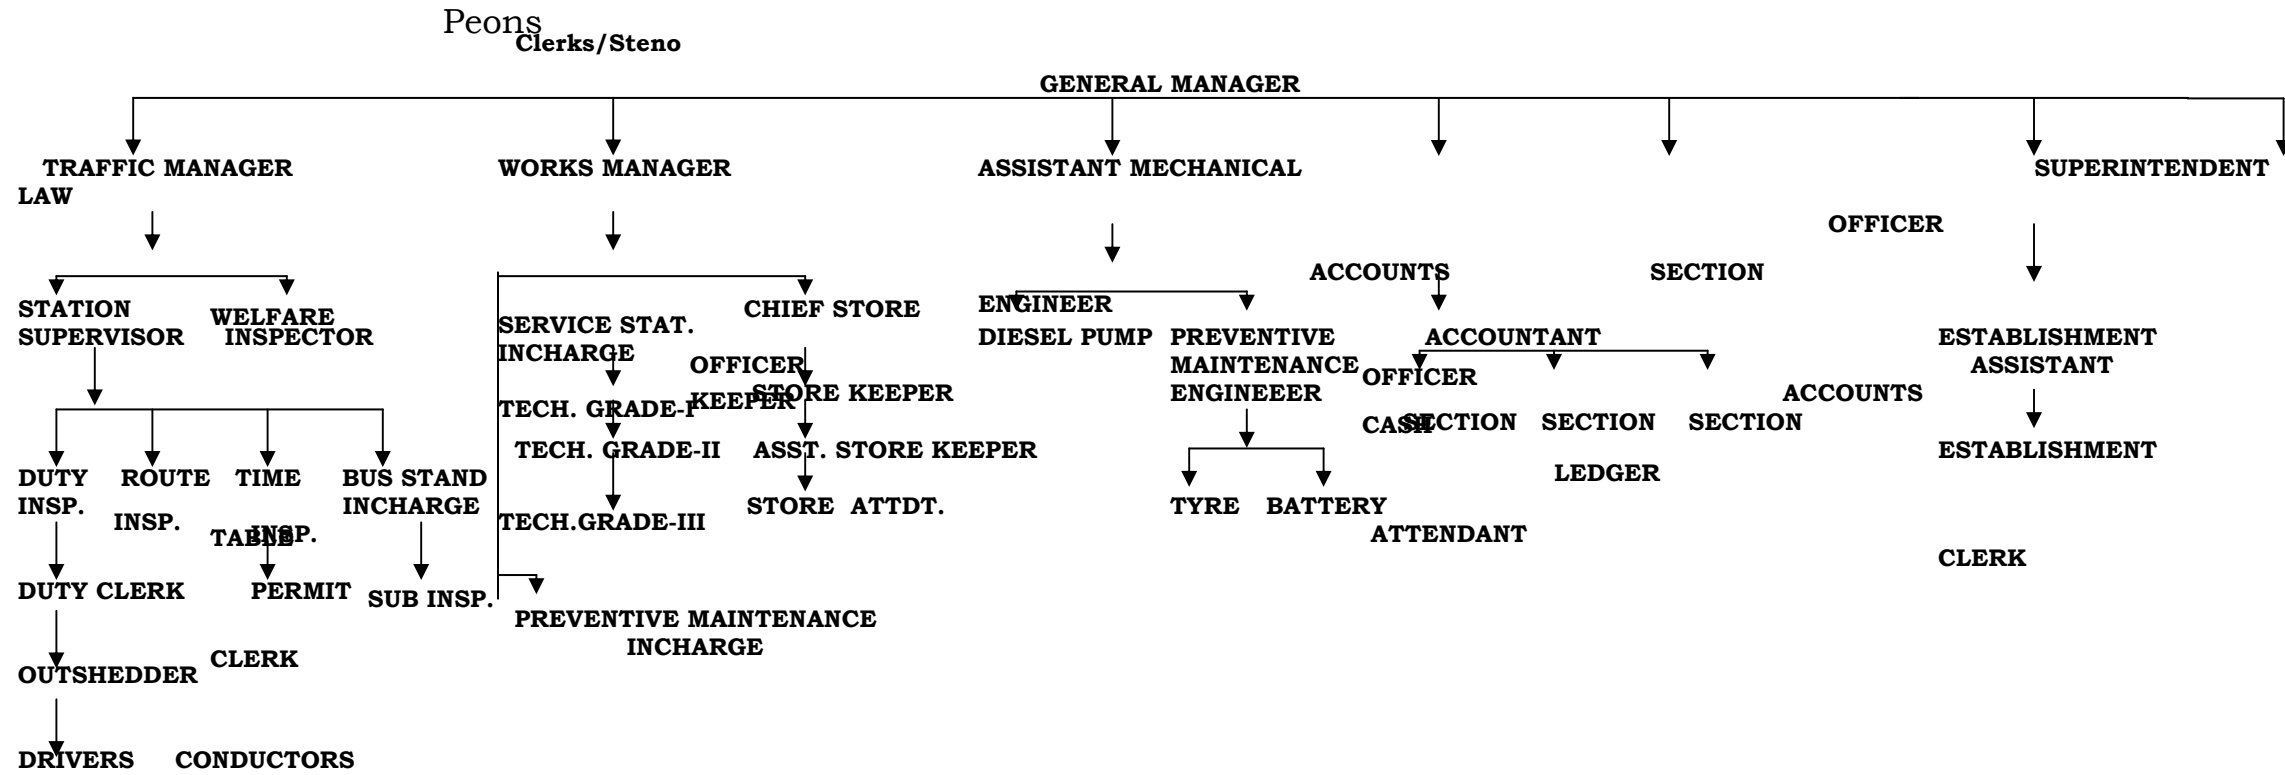 Peons
Clerks/Steno
GENERAL MANAGER
TRAFFIC MANAGER WORKS MANAGER ASSISTANT MECHANICAL SUPERINTENDENT
LAW
OFFICER
ACCOUNTS SECTION
STATION WELFARE CHIEF STORE ENGINEER
SERVICE STAT.
SUPERVISOR INSPECTOR DIESEL PUMP PREVENTIVE ACCOUNTANT ESTABLISHMENT
INCHARGE
OFFICER MAINTENANCE ASSISTANT
OFFICER
STORE KEEPER ENGINEEER ACCOUNTS
TECH. GRADE-I KEEPER
CASH SECTION SECTION SECTION
TECH. GRADE-II ASST. STORE KEEPER ESTABLISHMENT
DUTY ROUTE TIME BUS STAND LEDGER
INSP. INCHARGE STORE ATTDT. TYRE BATTERY
INSP. TECH.GRADE-III
TABLE INSP. ATTENDANT
CLERK
DUTY CLERK PERMIT SUB INSP.
PREVENTIVE MAINTENANCE
INCHARGE
CLERK
OUTSHEDDER
DRIVERS CONDUCTORS